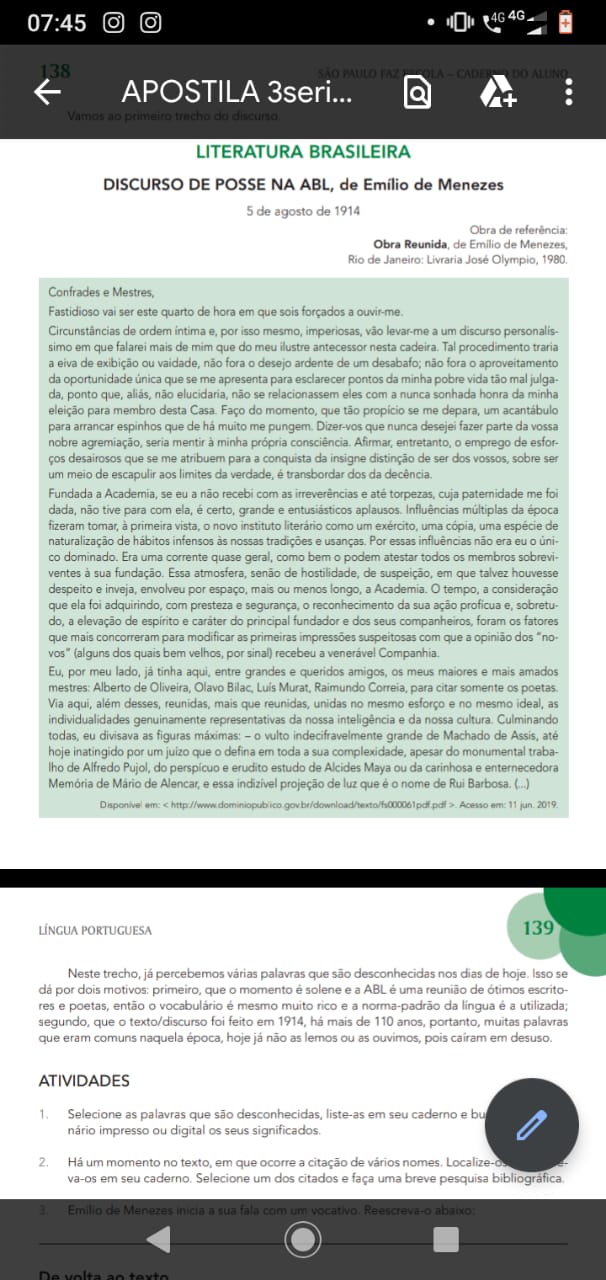 07:45
4G 4G
138
SÃO PAULO FAZ ESCOLA – CADERNO DO ALUNO
APOSTILA 3seri...
Vamos ao primeiro trecho do discurso.
LITERATURA BRASILEIRA
DISCURSO DE POSSE NA ABL, de Emílio de Menezes
5 de agosto de 1914
Obra de referência:
Obra Reunida, de Emílio de Menezes,
Rio de Janeiro: Livraria José Olympio, 1980.
Confrades e Mestres,
Fastidioso vai ser este quarto de hora em que sois forçados a ouvir-me.
Circunstâncias de ordem íntima e, por isso mesmo, imperiosas, vão levar-me a um discurso personalís-
simo em que falarei mais de mim que do meu ilustre antecessor nesta cadeira. Tal procedimento traria
a eiva de exibição ou vaidade, não fora o desejo ardente de um desabafo; não fora o aproveitamento
da oportunidade única que se me apresenta para esclarecer pontos da minha pobre vida tão mal julga-
da, ponto que, aliás, não elucidaria, não se relacionassem eles com a nunca sonhada honra da minha
eleição para membro desta Casa. Faço do momento, que tão propício se me depara, um acantábulo
para arrancar espinhos que de há muito me pungem. Dizer-vos que nunca desejei fazer parte da vossa
nobre agremiação, seria mentir à minha própria consciência. Afirmar, entretanto, o emprego de esfor-
ços desairosos que se me atribuem para a conquista da insigne distinção de ser dos vossos, sobre ser
um meio de escapulir aos limites da verdade, é transbordar dos da decência.
Fundada a Academia, se eu a não recebi com as irreverências e até torpezas, cuja paternidade me foi
dada, não tive para com ela, é certo, grande e entusiásticos aplausos. Influências múltiplas da época
fizeram tomar, à primeira vista, o novo instituto literário como um exército, uma cópia, uma espécie de
naturalização de hábitos infensos às nossas tradições e usanças. Por essas influências não era eu o úni-
co dominado. Era uma corrente quase geral, como bem o podem atestar todos os membros sobrevi-
ventes à sua fundação. Essa atmosfera, senão de hostilidade, de suspeição, em que talvez houvesse
despeito e inveja, envolveu por espaço, mais ou menos longo, a Academia. O tempo, a consideração
que ela foi adquirindo, com presteza e segurança, o reconhecimento da sua ação profícua e, sobretu-
do, a elevação de espírito e caráter do principal fundador e dos seus companheiros, foram os fatores
que mais concorreram para modificar as primeiras impressões suspeitosas com que a opinião dos "no-
vos" (alguns dos quais bem velhos, por sinal) recebeu a venerável Companhia.
Eu, por meu lado, já tinha aqui, entre grandes e queridos amigos, os meus maiores e mais amados
mestres: Alberto de Oliveira, Olavo Bilac, Luís Murat, Raimundo Correia, para citar somente os poetas.
Via aqui, além desses, reunidas, mais que reunidas, unidas no mesmo esforço e no mesmo ideal, as
individualidades genuinamente representativas da nossa inteligência e da nossa cultura. Culminando
todas, eu divisava as figuras máximas: – o vulto indecifravelmente grande de Machado de Assis, até
hoje inatingido por um juízo que o defina em toda a sua complexidade, apesar do monumental traba-
lho de Alfredo Pujol, do perspícuo e erudito estudo de Alcides Maya ou da carinhosa e enternecedora
Memória de Mário de Alencar, e essa indizível projeção de luz que é o nome de Rui Barbosa. (...)
Disponível em: < http://www.dominiopublico.gov.br/download/texto/fs000061pdf.pdf >. Acesso em: 11 jun. 2019.
LÍNGUA PORTUGUESA
139
Neste trecho, já percebemos várias palavras que são desconhecidas nos dias de hoje. Isso se
dá por dois motivos: primeiro, que o momento é solene e a ABL é uma reunião de ótimos escrito-
res e poetas, então o vocabulário é mesmo muito rico e a norma-padrão da língua é a utilizada;
segundo, que o texto/discurso foi feito em 1914, há mais de 110 anos, portanto, muitas palavras
que eram comuns naquela época, hoje já não as lemos ou as ouvimos, pois caíram em desuso.
ATIVIDADES
1. Selecione as palavras que são desconhecidas, liste-as em seu caderno e bu
nário impresso ou digital os seus significados.
2. Há um momento no texto, em que ocorre a citação de vários nomes. Localize-os
va-os em seu caderno. Selecione um dos citados e faça uma breve pesquisa bibliográfica.
3. Emílio de Menezes inicia a sua fala com um vocativo. Reescreva-o abaixo:
De volta ao texto